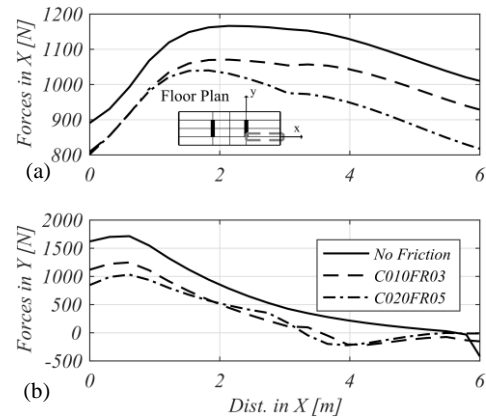 (a)
Forces in X [N]
1200
1100
1000
900
800
Floor Plan
y
x
0 2 4 6
(b)
Forces in Y [N]
2000
1500
1000
500
0
-500
No Friction
C010FR03
C020FR05
0 2 4 6
Dist. in X [m]